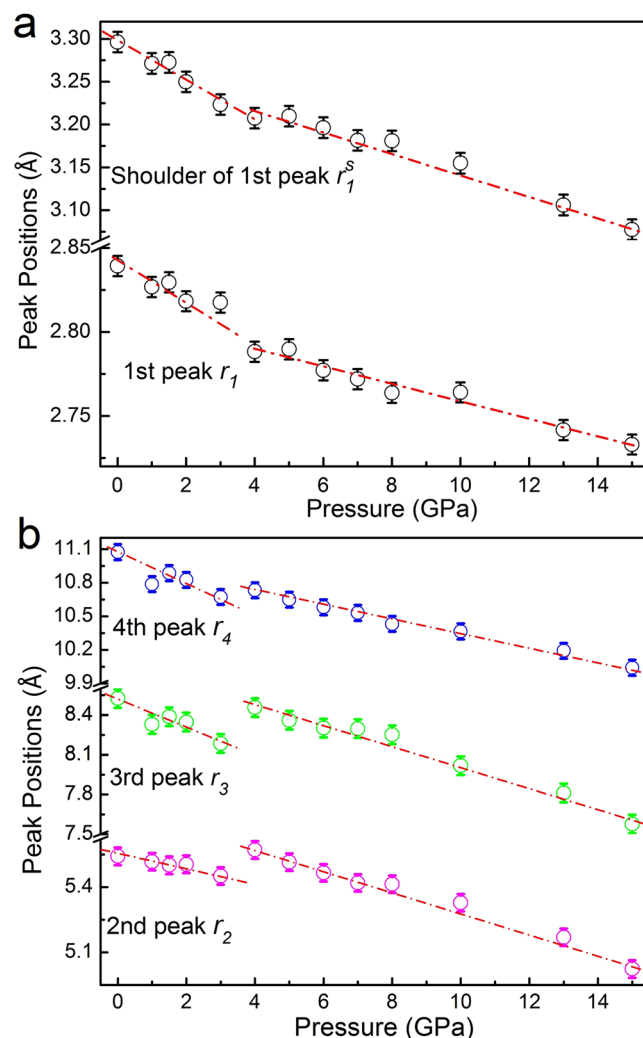 a
3.30
3.25
3.20
3.15
3.10
2.85
2.80
2.75
Peak Positions (Å)
Shoulder of 1st peak r₁ˢ
1st peak r₁
0 2 4 6 8 10 12 14
Pressure (GPa)
b
11.1
10.8
10.5
10.2
9.9
8.4
8.1
7.8
7.5
5.4
5.1
Peak Positions (Å)
4th peak r₄
3rd peak r₃
2nd peak r₂
0 2 4 6 8 10 12 14
Pressure (GPa)